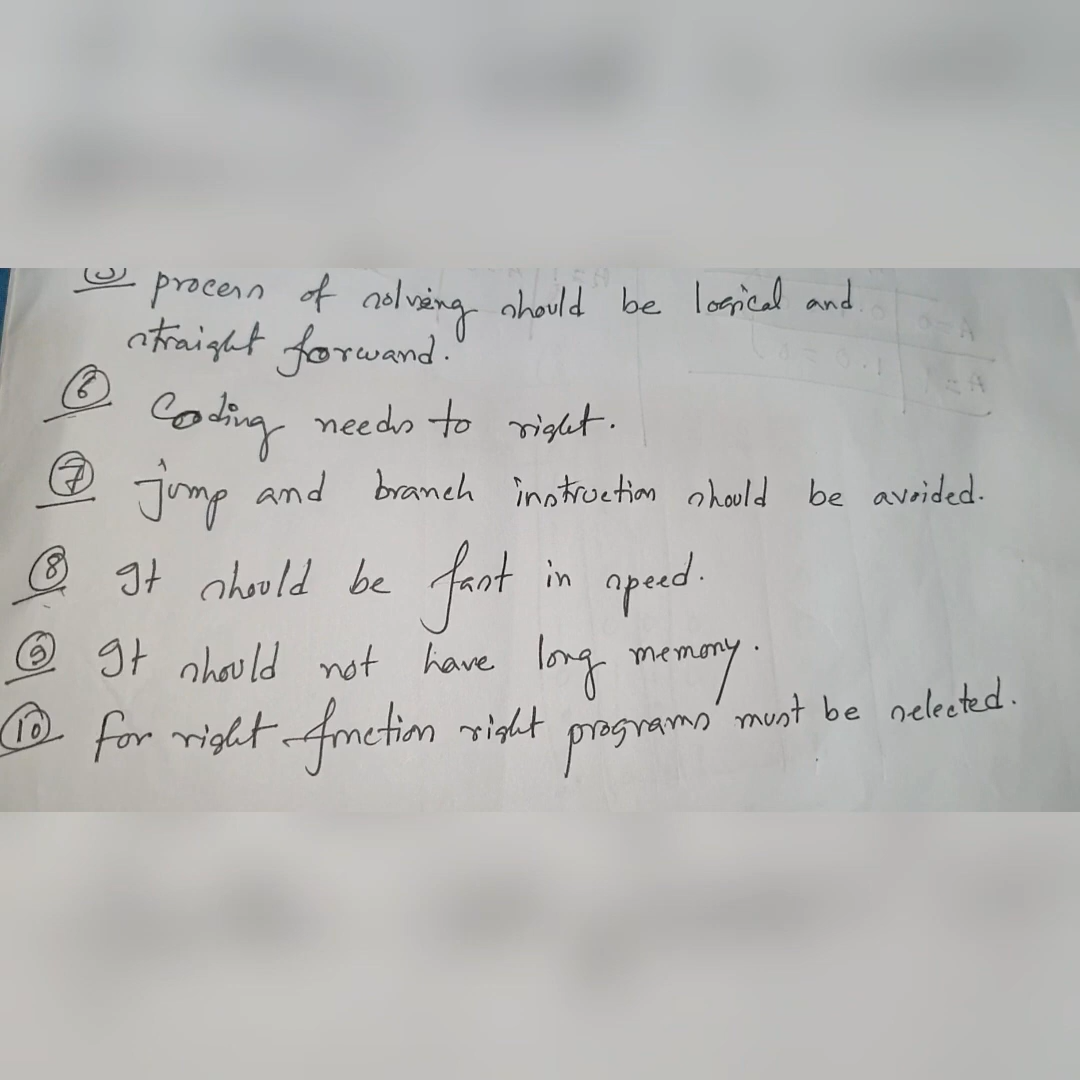 ⑤ process of solving should be logical and
straight forward.
⑥ Coding needs to right.
⑦ jump and branch instruction should be avoided.
⑧ It should be fast in speed.
⑨ It should not have long memory.
⑩ for right function right programs must be selected.